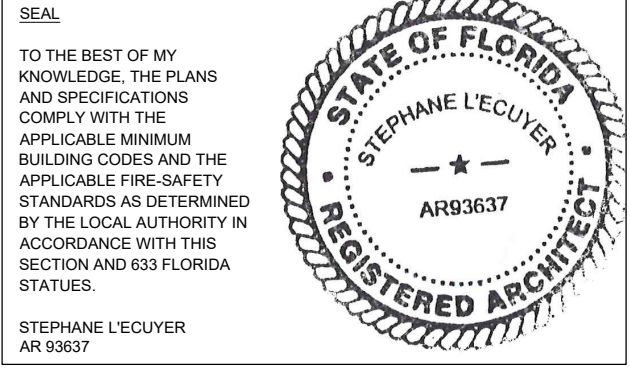 SEAL
TO THE BEST OF MY
KNOWLEDGE, THE PLANS
AND SPECIFICATIONS
COMPLY WITH THE
APPLICABLE MINIMUM
BUILDING CODES AND THE
APPLICABLE FIRE-SAFETY
STANDARDS AS DETERMINED
BY THE LOCAL AUTHORITY IN
ACCORDANCE WITH THIS
SECTION AND 633 FLORIDA
STATUES.
STEPHANE L'ECUYER
AR 93637
STATE OF FLORIDA
STEPHANE L'ECUYER
AR93637
REGISTERED ARCHITECT